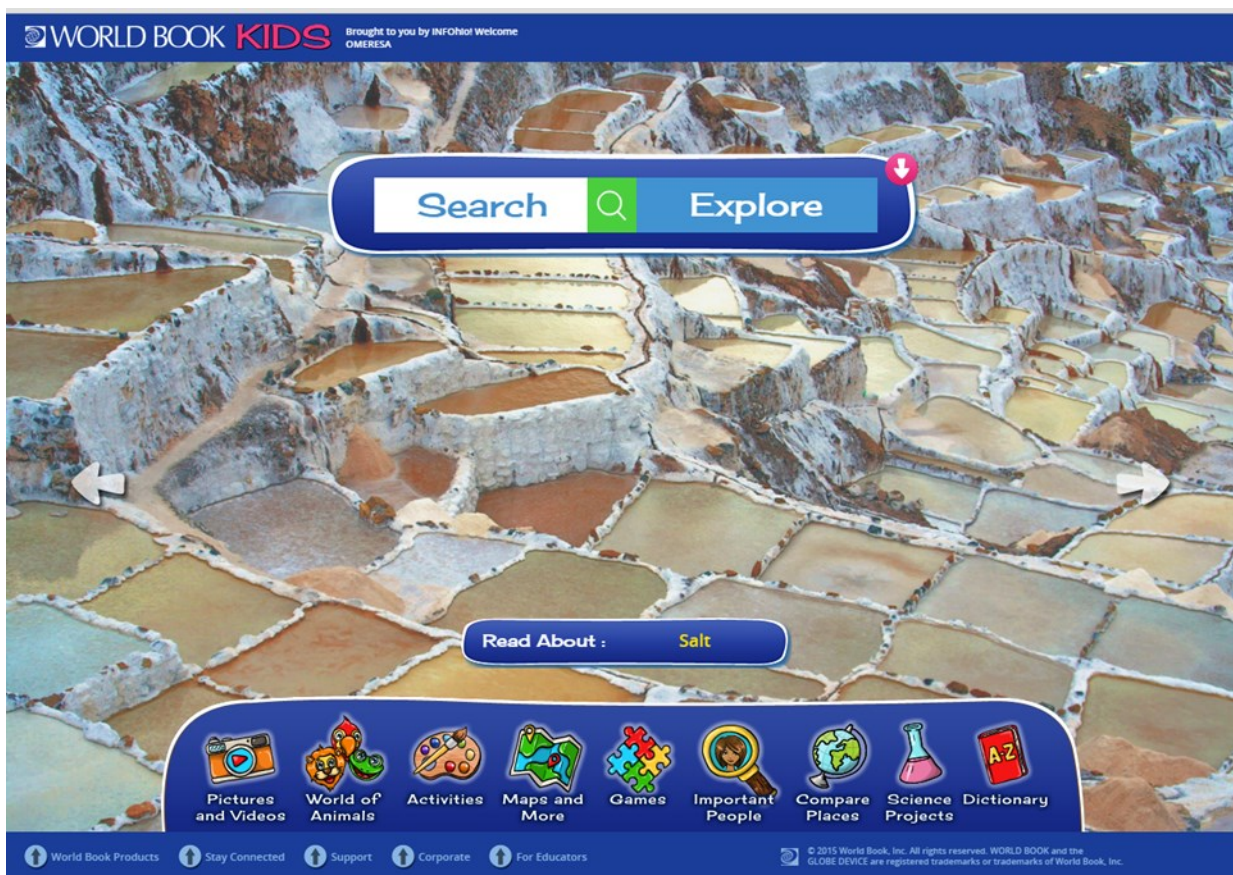 WORLD BOOK KIDS
Brought to you by INFOhio! Welcome
OMERESA
Search
Explore
Read About :
Salt
Pictures
and Videos
World of
Animals
Activities
Maps and
More
Games
Important
People
Compare
Places
Science
Projects
A-Z
Dictionary
World Book Products
Stay Connected
Support
Corporate
For Educators
© 2015 World Book, Inc. All rights reserved. WORLD BOOK and the
GLOBE DEVICE are registered trademarks or trademarks of World Book, Inc.